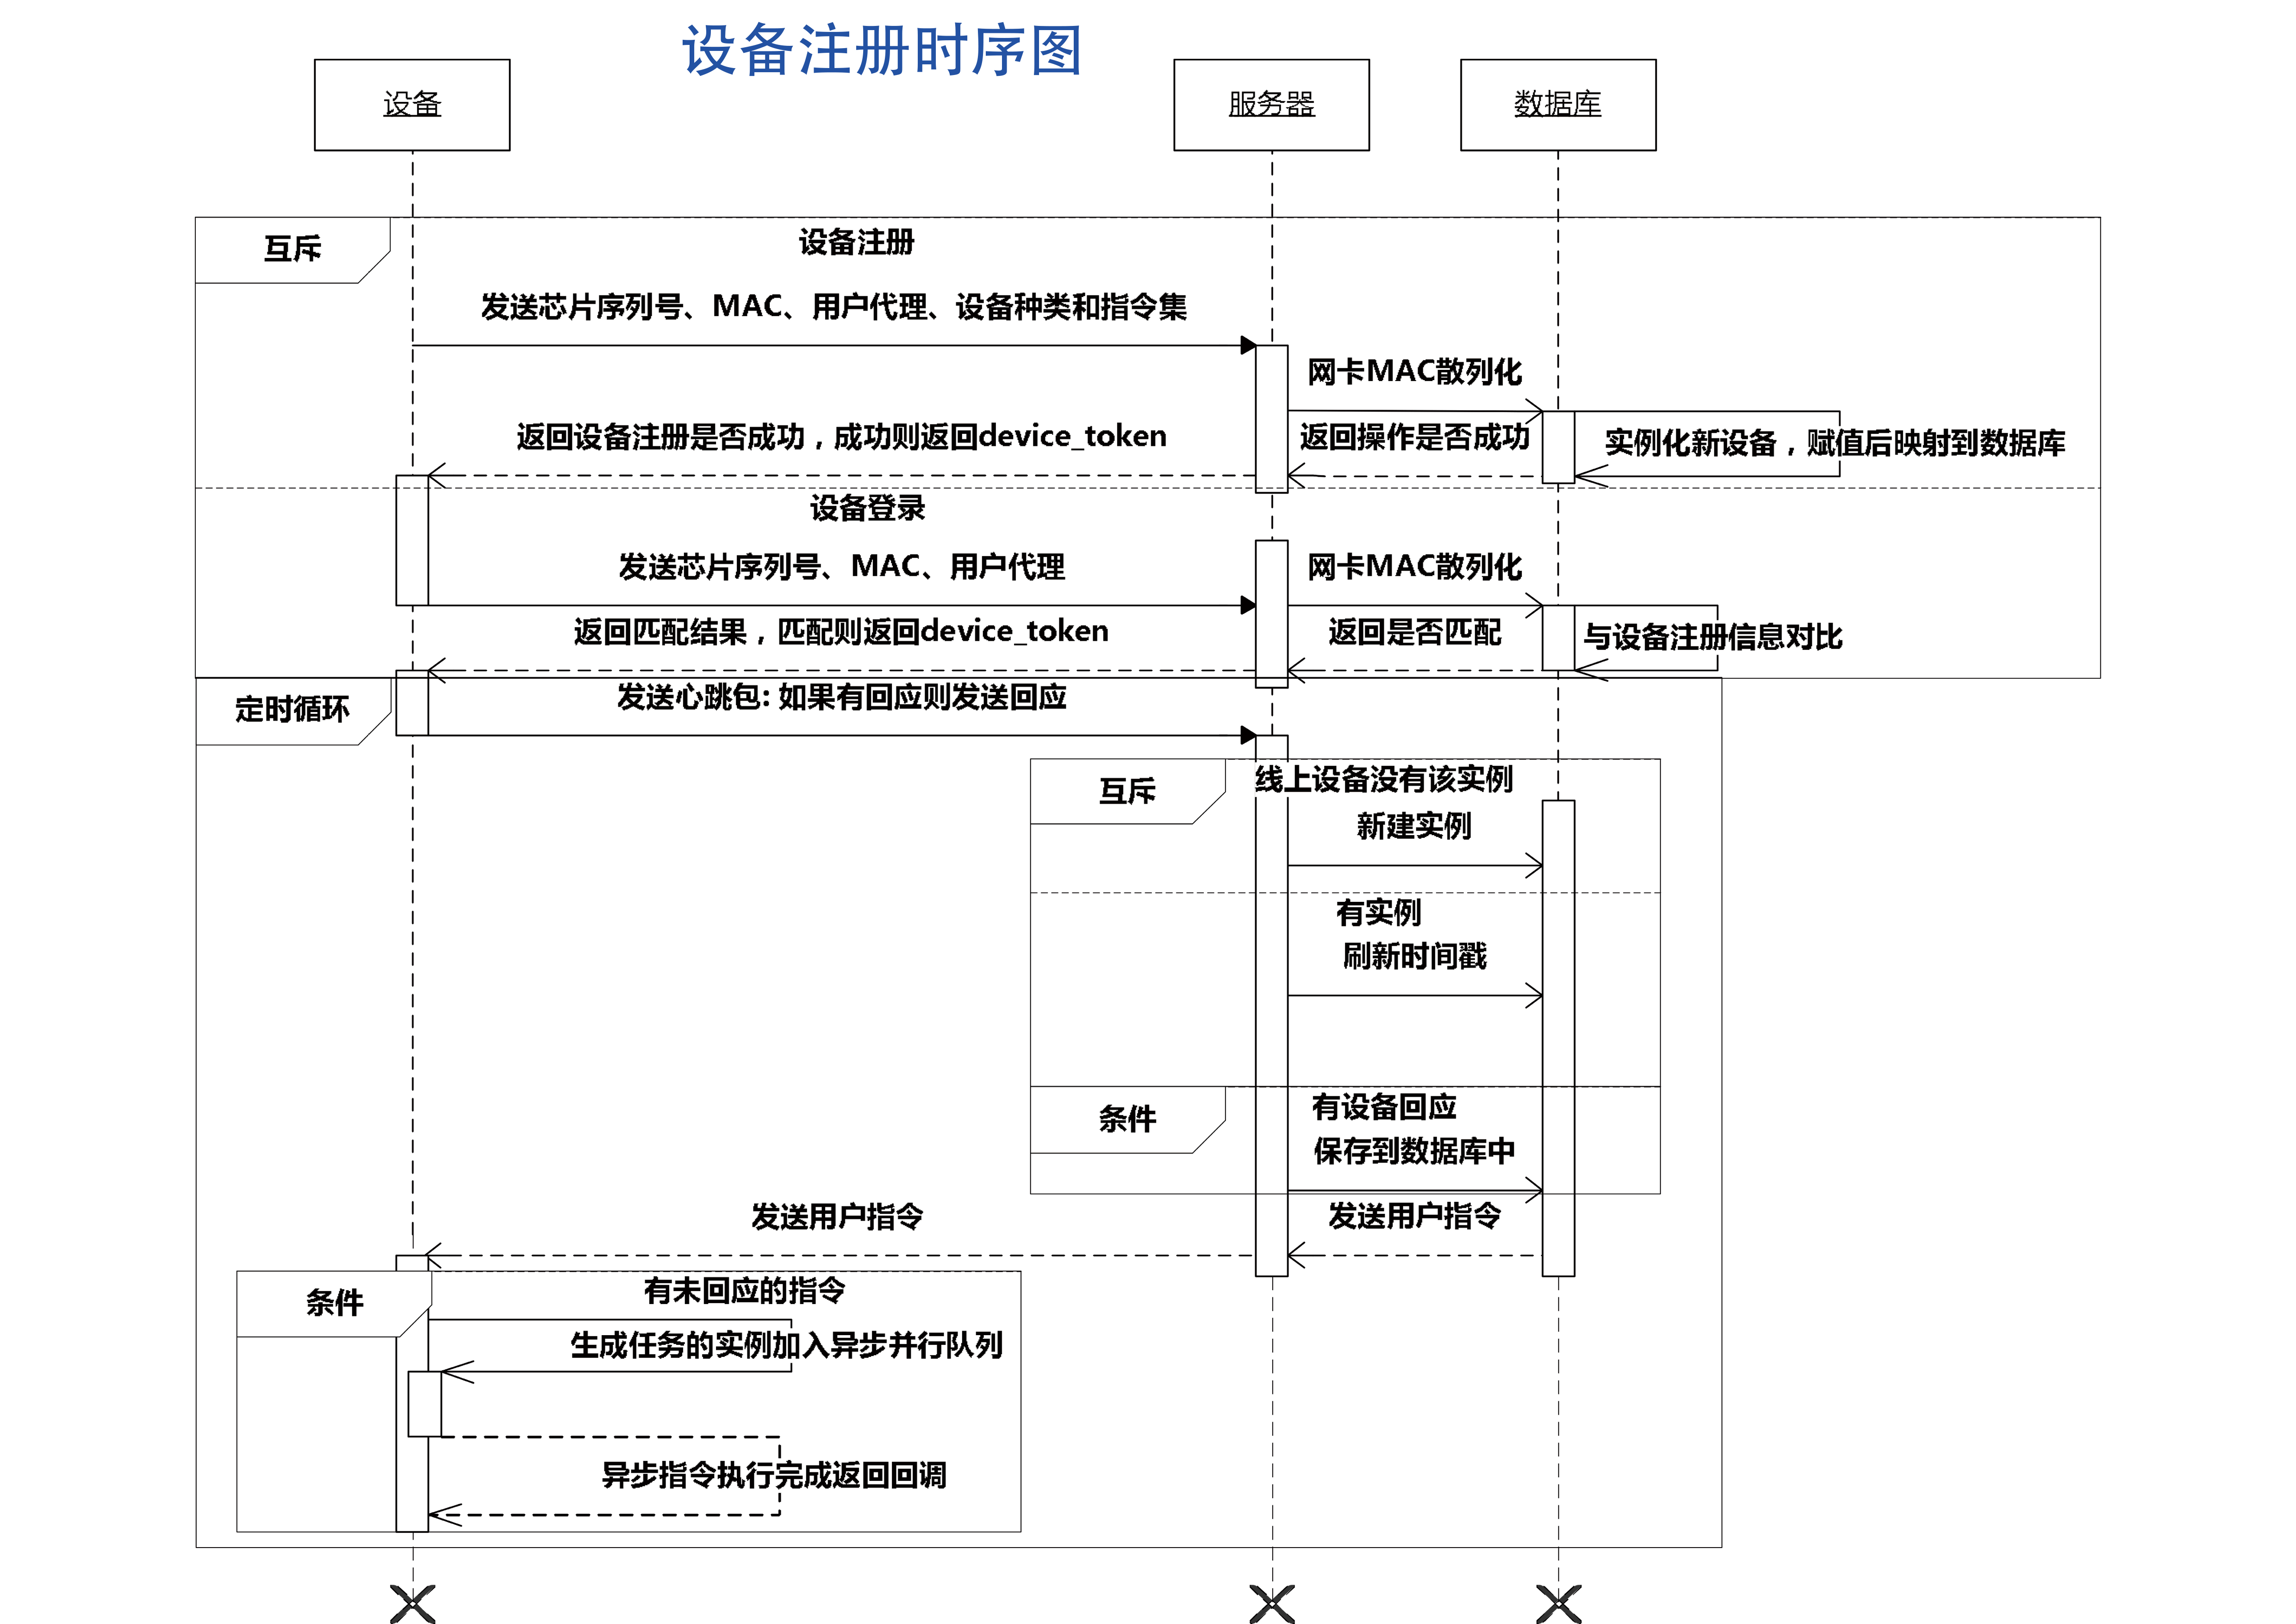 设备注册时序图
设备
服务器
数据库
互斥
设备注册
发送芯片序列号、MAC、用户代理、设备种类和指令集
网卡MAC散列化
返回设备注册是否成功，成功则返回device_token
返回操作是否成功
实例化新设备，赋值后映射到数据库
设备登录
发送芯片序列号、MAC、用户代理
网卡MAC散列化
返回匹配结果，匹配则返回device_token
返回是否匹配
与设备注册信息对比
定时循环
发送心跳包: 如果有回应则发送回应
互斥
线上设备没有该实例
新建实例
有实例
刷新时间戳
条件
有设备回应
保存到数据库中
发送用户指令
发送用户指令
条件
有未回应的指令
生成任务的实例加入异步并行队列
异步指令执行完成返回回调